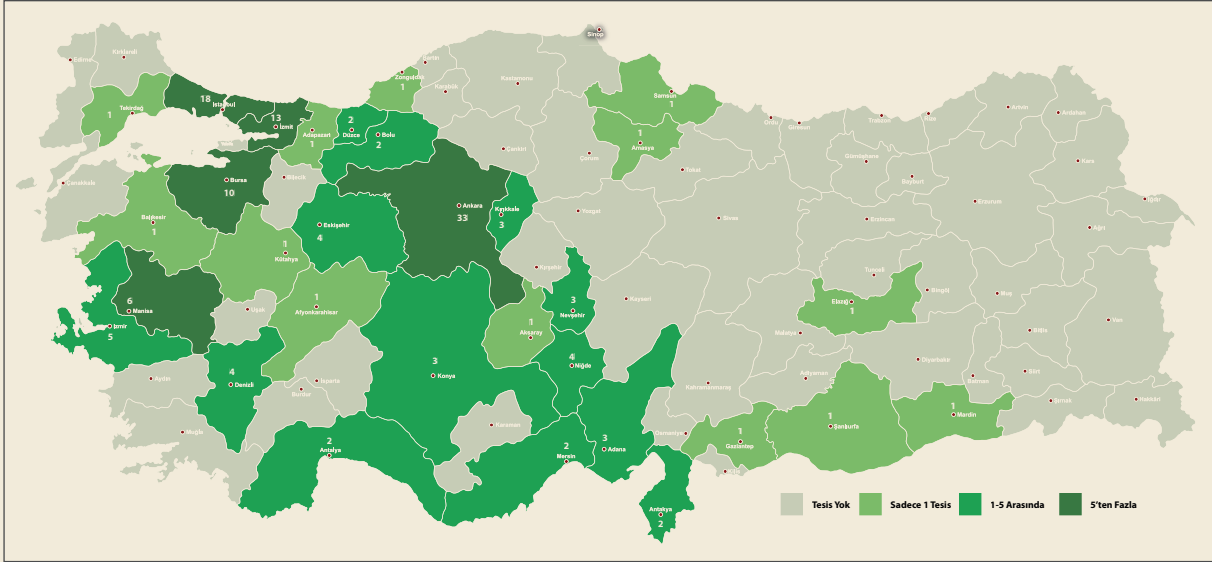 Sinop
Kırklareli
Edirne
Bartın
Zonguldak
1
Kastamonu
Karabük
Samsun
1
Tekirdağ
1
18
İstanbul
13
İzmit
Adapazarı
1
2
Düzce
Bolu
2
Çankırı
Çorum
1
Amasya
Tokat
Ordu
Giresun
Trabzon
Rize
Artvin
Ardahan
Kars
Gümüşhane
Bayburt
Erzurum
Iğdır
Ağrı
Erzincan
Sivas
Yozgat
Çanakkale
Bursa
10
Bilecik
Balıkesir
1
Eskişehir
4
Ankara
33
Kırıkkale
3
1
Kütahya
Kırşehir
Kayseri
3
Nevşehir
1
Aksaray
4
Niğde
6
Manisa
İzmir
5
Uşak
1
Afyonkarahisar
Tunceli
Elazığ
1
Bingöl
Muş
Van
Bitlis
Malatya
Diyarbakır
Batman
Siirt
Şırnak
Hakkari
Adıyaman
Kahramanmaraş
Aydın
4
Denizli
Isparta
Burdur
3
Konya
Karaman
Muğla
2
Antalya
2
Mersin
3
Adana
Osmaniye
1
Gaziantep
1
Şanlıurfa
1
Mardin
Antakya
2
Tesis Yok
Sadece 1 Tesis
1-5 Arasında
5'ten Fazla